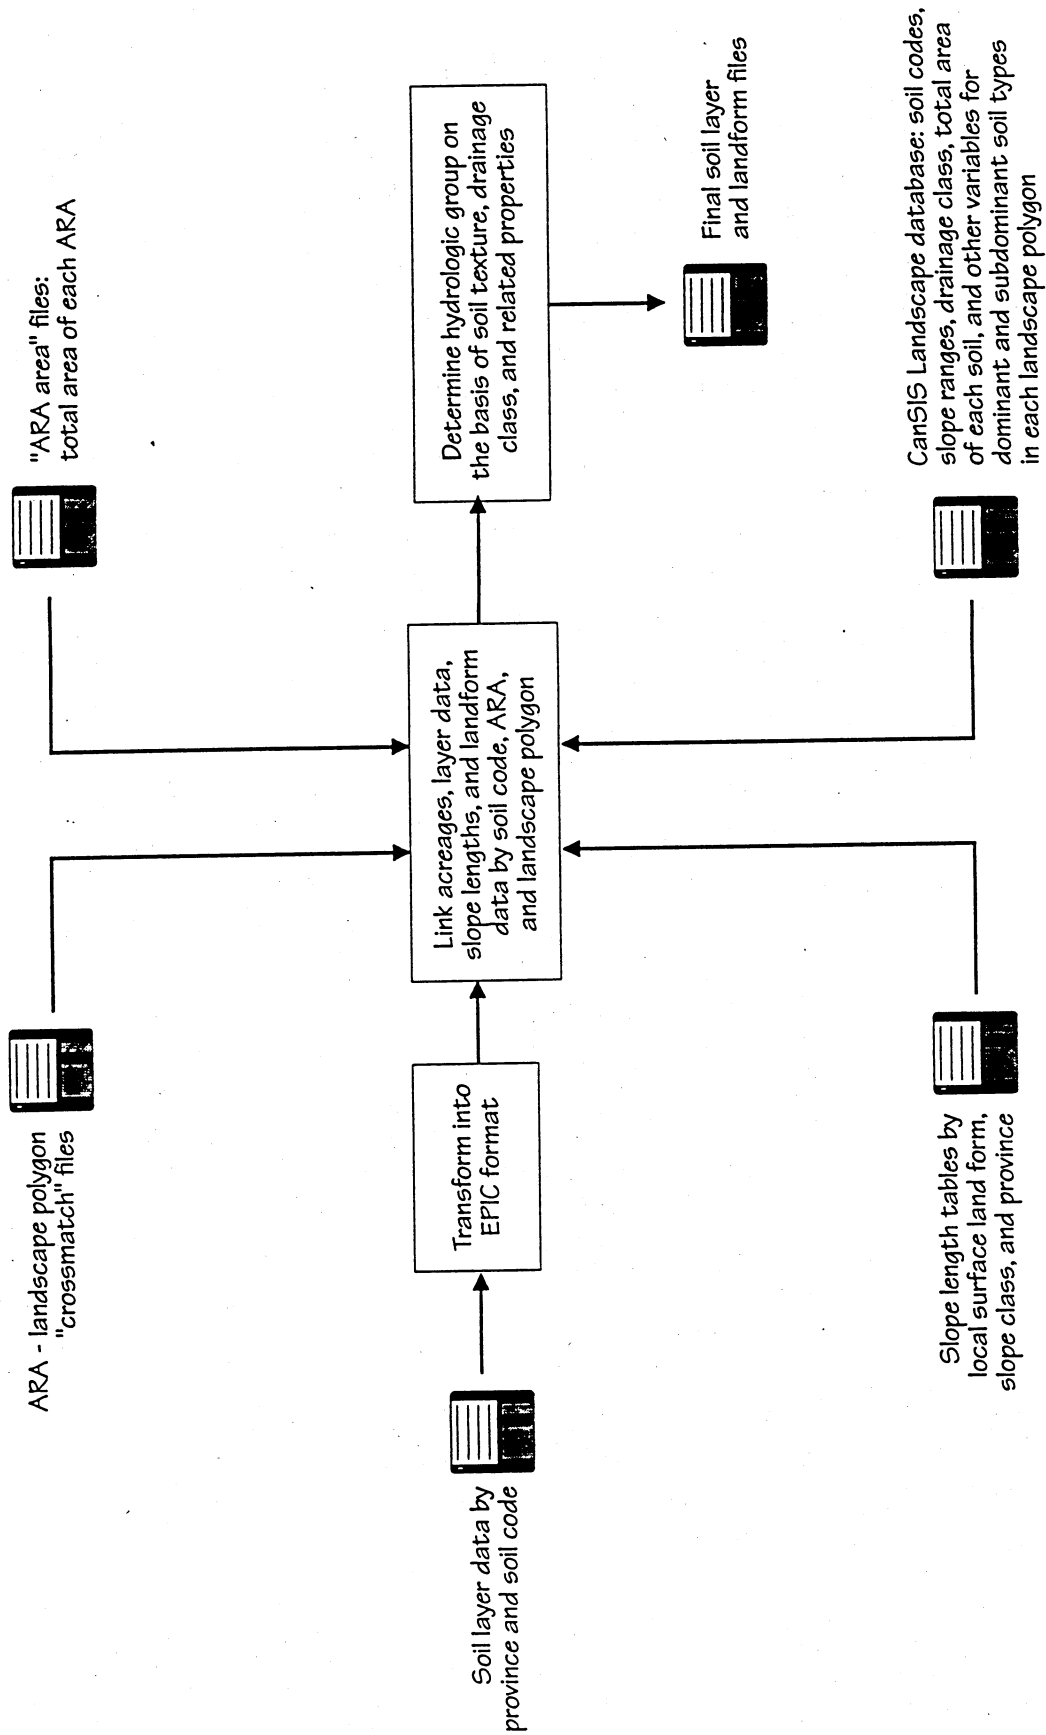 ARA - landscape polygon
"crossmatch" files
"ARA area" files:
total area of each ARA
Soil layer data by
province and soil code
Transform into
EPIC format
Link acreages, layer data,
slope lengths, and landform
data by soil code, ARA,
and landscape polygon
Determine hydrologic group on
the basis of soil texture, drainage
class, and related properties
Final soil layer
and landform files
Slope length tables by
local surface land form,
slope class, and province
CanSIS Landscape database: soil codes,
slope ranges, drainage class, total area
of each soil, and other variables for
dominant and subdominant soil types
in each landscape polygon